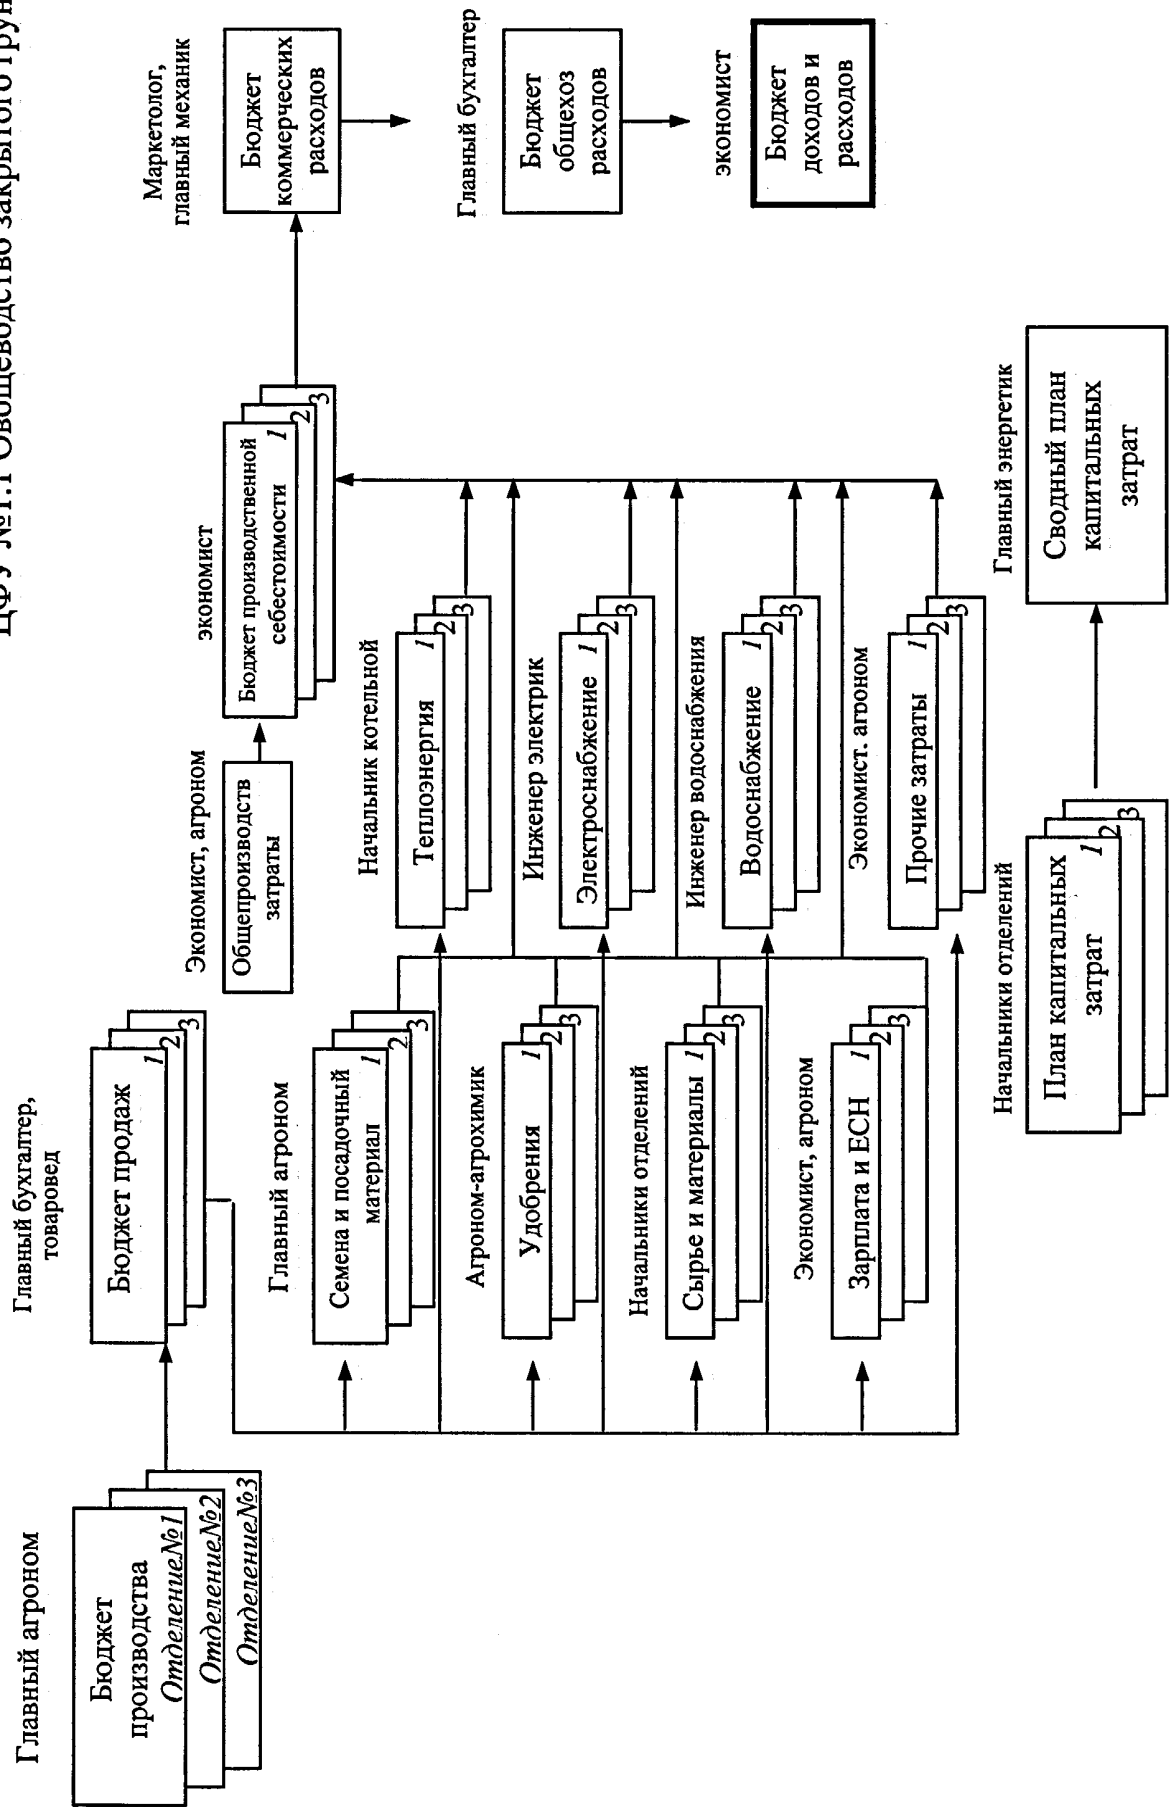 ЦФУ №1.1 Овощеводство закрытого грун
Главный агроном
Бюджет
производства
Отделение№1
Отделение№2
Отделение№3
Главный бухгалтер,
товаровед
Бюджет продаж
1
2
3
Экономист, агроном
Общепроизводств
затраты
экономист
Бюджет производственной
себестоимости
1
2
3
Маркетолог,
главный механик
Бюджет
коммерческих
расходов
Главный агроном
Семена и посадочный
материал
1
2
3
Начальник котельной
Теплоэнергия
1
2
3
Главный бухгалтер
Бюджет
общехоз
расходов
Агроном-агрохимик
Удобрения
1
2
3
Инженер электрик
Электроснабжение
1
2
3
экономист
Бюджет
доходов и
расходов
Начальники отделений
Сырье и материалы
1
2
3
Инженер водоснабжения
Водоснабжение
1
2
3
Экономист, агроном
Зарплата и ЕСН
1
2
3
Экономист. агроном
Прочие затраты
1
2
3
Начальники отделений
План капитальных
затрат
1
2
3
Главный энергетик
Сводный план
капитальных
затрат